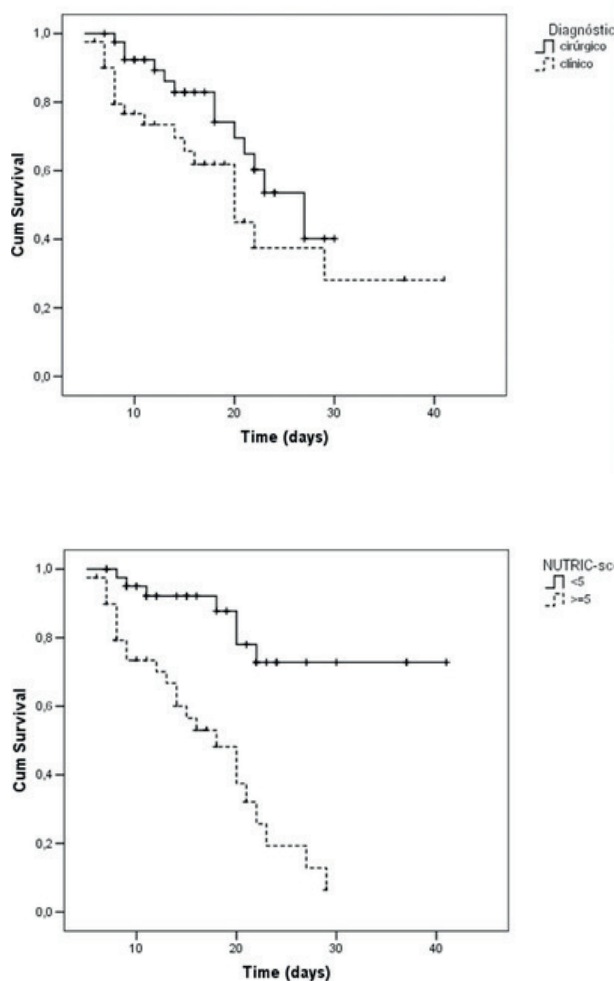 Diagnóstic
cirúrgico
clínico
1,0
0,8
0,6
0,4
0,2
0,0
Cum Survival
10 20 30 40
Time (days)
NUTRIC-sco
<5
>=5
1,0
0,8
0,6
0,4
0,2
0,0
Cum Survival
10 20 30 40
Time (days)